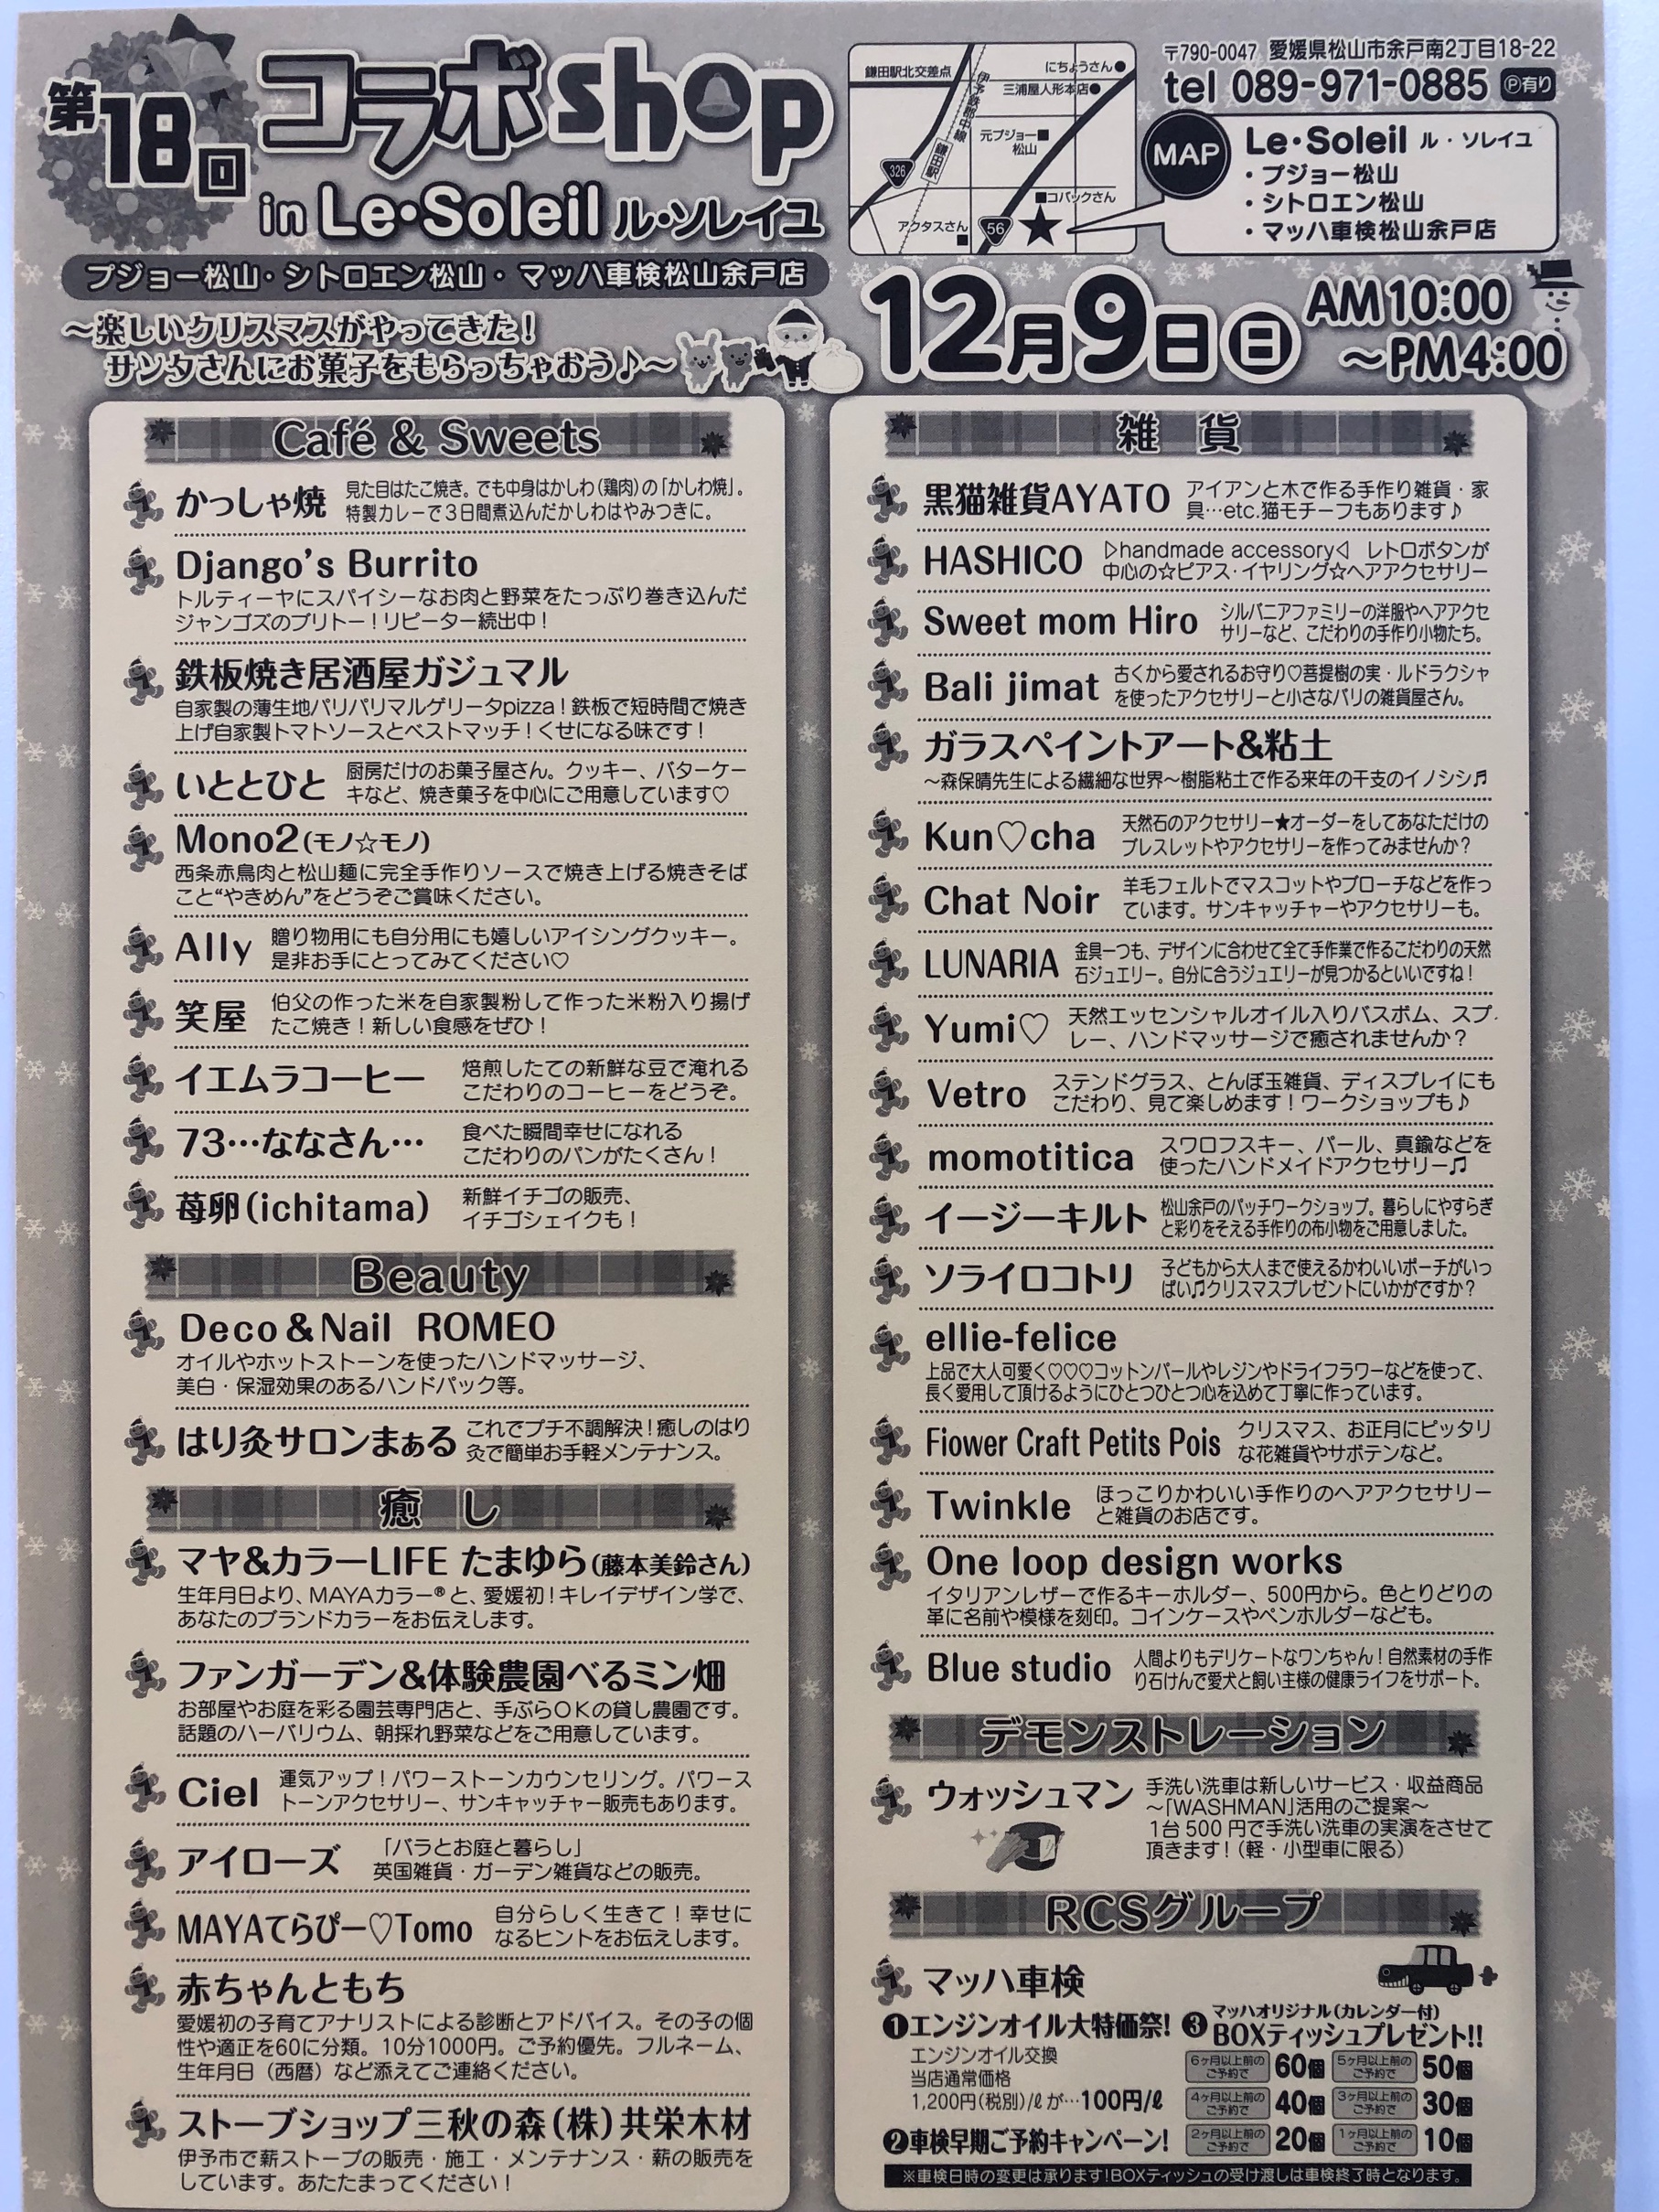 第18回
コラボshop
in Le・Soleil ル・ソレイユ
プジョー松山・シトロエン松山・マッハ車検松山余戸店
〜楽しいクリスマスがやってきた!
サンタさんにお菓子をもらっちゃおう♪〜
鎌田駅北交差点
にちょうさん●
三浦屋人形本店●
伊予鉄郡中線
元プジョー■
松山
鎌田駅
326
■コバックさん
アクタスさん
■
56
★
〒790-0047 愛媛県松山市余戸南2丁目18-22
tel 089-971-0885 Ⓟ有り
MAP
Le・Soleil ル・ソレイユ
・プジョー松山
・シトロエン松山
・マッハ車検松山余戸店
12月9日㊐
AM10:00
〜PM4:00
Café & Sweets
かっしゃ焼
見た目はたこ焼き。でも中身はかしわ(鶏肉)の「かしわ焼」。
特製カレーで3日間煮込んだかしわはやみつきに。
Django's Burrito
トルティーヤにスパイシーなお肉と野菜をたっぷり巻き込んだ
ジャンゴズのブリトー!リピーター続出中!
鉄板焼き居酒屋ガジュマル
自家製の薄生地パリパリマルゲリータpizza!鉄板で短時間で焼き
上げ自家製トマトソースとベストマッチ!くせになる味です!
いととひと
厨房だけのお菓子屋さん。クッキー、バターケー
キなど、焼き菓子を中心にご用意しています♡
Mono2(モノ☆モノ)
西条赤鳥肉と松山麺に完全手作りソースで焼き上げる焼きそば
こと“やきめん”をどうぞご賞味ください。
Ally
贈り物用にも自分用にも嬉しいアイシングクッキー。
是非お手にとってみてください♡
笑屋
伯父の作った米を自家製粉して作った米粉入り揚げ
たこ焼き!新しい食感をぜひ!
イエムラコーヒー
焙煎したての新鮮な豆で淹れる
こだわりのコーヒーをどうぞ。
73…ななさん…
食べた瞬間幸せになれる
こだわりのパンがたくさん!
苺卵(ichitama)
新鮮イチゴの販売、
イチゴシェイクも!
Beauty
Deco&Nail ROMEO
オイルやホットストーンを使ったハンドマッサージ、
美白・保湿効果のあるハンドパック等。
はり灸サロンまぁる
これでプチ不調解決!癒しのはり
灸で簡単お手軽メンテナンス。
癒し
マヤ&カラーLIFE たまゆら(藤本美鈴さん)
生年月日より、MAYAカラー®と、愛媛初!キレイデザイン学で、
あなたのブランドカラーをお伝えします。
ファンガーデン&体験農園べるミン畑
お部屋やお庭を彩る園芸専門店と、手ぶらOKの貸し農園です。
話題のハーバリウム、朝採れ野菜などをご用意しています。
Ciel
運気アップ!パワーストーンカウンセリング。パワース
トーンアクセサリー、サンキャッチャー販売もあります。
アイローズ
「バラとお庭と暮らし」
英国雑貨・ガーデン雑貨などの販売。
MAYAてらぴー♡Tomo
自分らしく生きて!幸せに
なるヒントをお伝えします。
赤ちゃんともち
愛媛初の子育てアナリストによる診断とアドバイス。その子の個
性や適正を60に分類。10分1000円。ご予約優先。フルネーム、
生年月日(西暦)など添えてご連絡ください。
ストーブショップ三秋の森(株)共栄木材
伊予市で薪ストーブの販売・施工・メンテナンス・薪の販売を
しています。あたたまってください!
雑貨
黒猫雑貨AYATO
アイアンと木で作る手作り雑貨・家
具…etc.猫モチーフもあります♪
HASHICO
▷handmade accessory◁ レトロボタンが
中心の☆ピアス・イヤリング☆ヘアアクセサリー
Sweet mom Hiro
シルバニアファミリーの洋服やヘアアクセ
サリーなど、こだわりの手作り小物たち。
Bali jimat
古くから愛されるお守り♡菩提樹の実・ルドラクシャ
を使ったアクセサリーと小さなバリの雑貨屋さん。
ガラスペイントアート&粘土
〜森保晴先生による繊細な世界〜樹脂粘土で作る来年の干支のイノシシ♬
Kun♡cha
天然石のアクセサリー★オーダーをしてあなただけの
ブレスレットやアクセサリーを作ってみませんか?
Chat Noir
羊毛フェルトでマスコットやブローチなどを作っ
ています。サンキャッチャーやアクセサリーも。
LUNARIA
金具一つも、デザインに合わせて全て手作業で作るこだわりの天然
石ジュエリー。自分に合うジュエリーが見つかるといいですね!
Yumi♡
天然エッセンシャルオイル入りバスボム、スプ
レー、ハンドマッサージで癒されませんか?
Vetro
ステンドグラス、とんぼ玉雑貨、ディスプレイにも
こだわり、見て楽しめます!ワークショップも♪
momotitica
スワロフスキー、パール、真鍮などを
使ったハンドメイドアクセサリー♬
イージーキルト
松山余戸のパッチワークショップ。暮らしにやすらぎ
と彩りをそえる手作りの布小物をご用意しました。
ソライロコトリ
子どもから大人まで使えるかわいいポーチがいっ
ぱい♬クリスマスプレゼントにいかがですか?
ellie-felice
上品で大人可愛く♡♡♡コットンパールやレジンやドライフラワーなどを使って、
長く愛用して頂けるようにひとつひとつ心を込めて丁寧に作っています。
Fiower Craft Petits Pois
クリスマス、お正月にピッタリ
な花雑貨やサボテンなど。
Twinkle
ほっこりかわいい手作りのヘアアクセサリー
と雑貨のお店です。
One loop design works
イタリアンレザーで作るキーホルダー、500円から。色とりどりの
革に名前や模様を刻印。コインケースやペンホルダーなども。
Blue studio
人間よりもデリケートなワンちゃん!自然素材の手作
り石けんで愛犬と飼い主様の健康ライフをサポート。
デモンストレーション
ウォッシュマン
手洗い洗車は新しいサービス・収益商品
〜「WASHMAN」活用のご提案〜
1台500円で手洗い洗車の実演をさせて
頂きます!(軽・小型車に限る)
RCSグループ
マッハ車検
❶エンジンオイル大特価祭!
エンジンオイル交換
当店通常価格
1,200円(税別)/ℓが…100円/ℓ
❷車検早期ご予約キャンペーン!
❸マッハオリジナル(カレンダー付)
BOXティッシュプレゼント!!
6ヶ月以上前のご予約で 60個 5ヶ月以上前のご予約で 50個
4ヶ月以上前のご予約で 40個 3ヶ月以上前のご予約で 30個
2ヶ月以上前のご予約で 20個 1ヶ月以上前のご予約で 10個
※車検日時の変更は承ります!BOXティッシュの受け渡しは車検終了時となります。